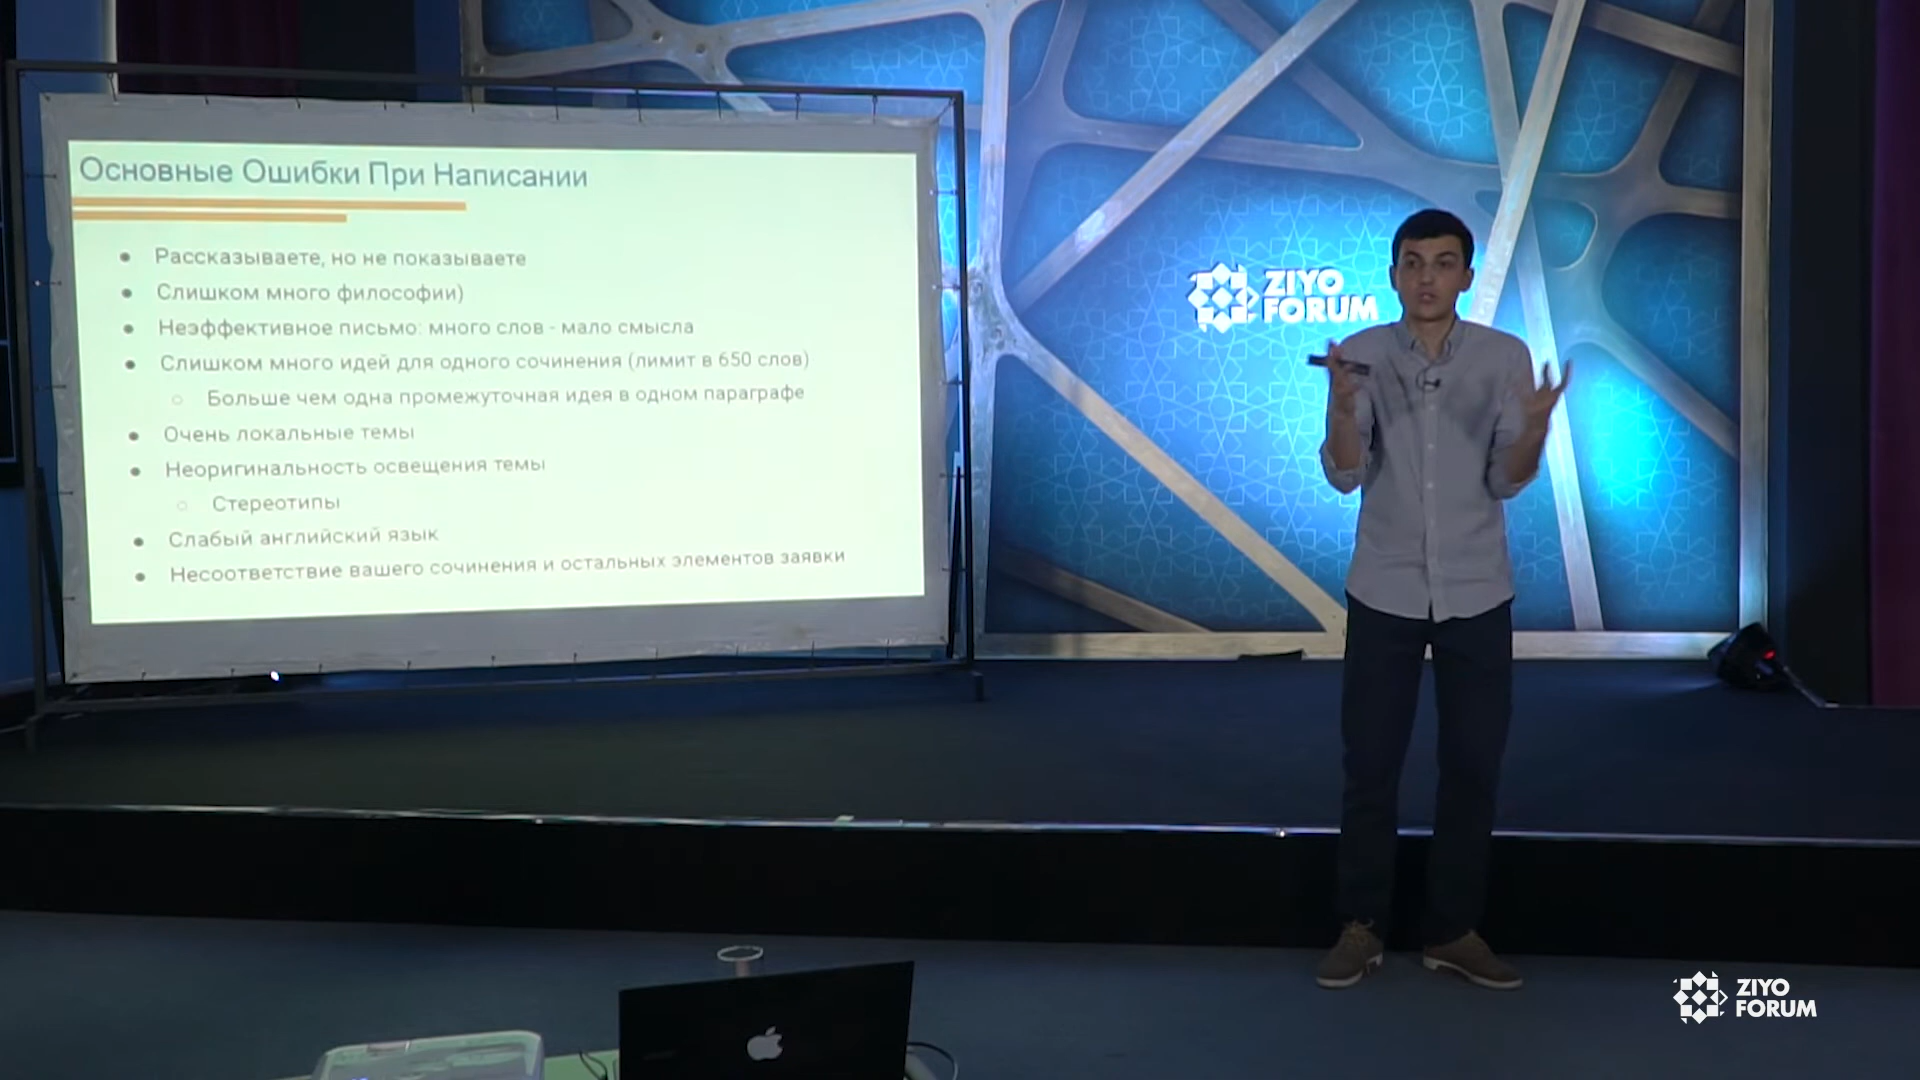 Основные Ошибки При Написании
● Рассказываете, но не показываете
● Слишком много философии)
● Неэффективное письмо: много слов - мало смысла
● Слишком много идей для одного сочинения (лимит в 650 слов)
○ Больше чем одна промежуточная идея в одном параграфе
● Очень локальные темы
● Неоригинальность освещения темы
○ Стереотипы
● Слабый английский язык
● Несоответствие вашего сочинения и остальных элементов заявки
ZIYO
FORUM
ZIYO
FORUM